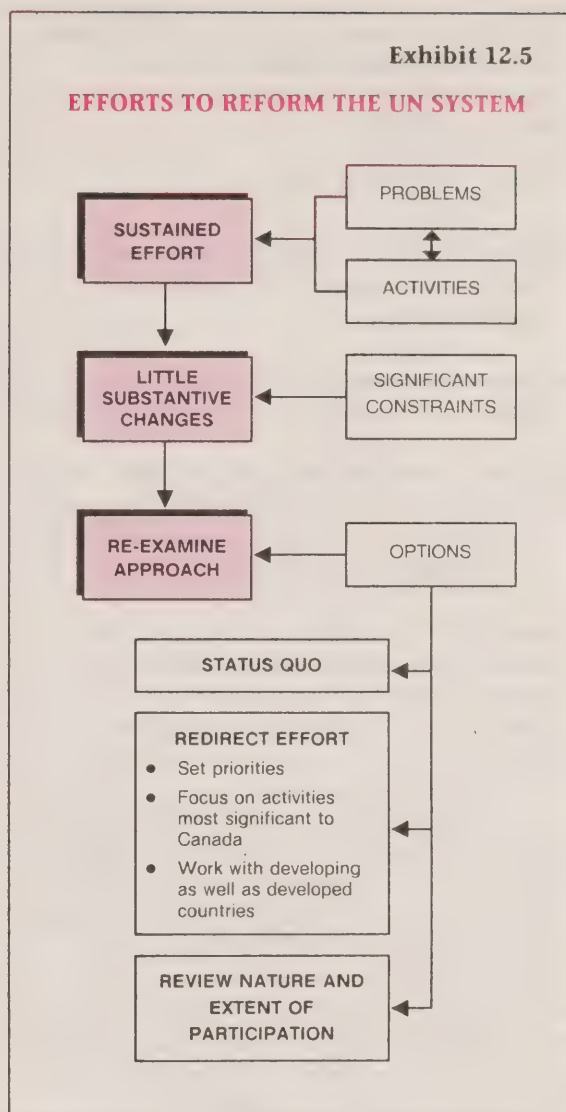 Exhibit 12.5
EFFORTS TO REFORM THE UN SYSTEM
PROBLEMS
SUSTAINED
EFFORT
ACTIVITIES
LITTLE
SUBSTANTIVE
CHANGES
SIGNIFICANT
CONSTRAINTS
RE-EXAMINE
APPROACH
OPTIONS
STATUS QUO
REDIRECT EFFORT
● Set priorities
● Focus on activities
most significant to
Canada
● Work with developing
as well as developed
countries
REVIEW NATURE AND
EXTENT OF
PARTICIPATION